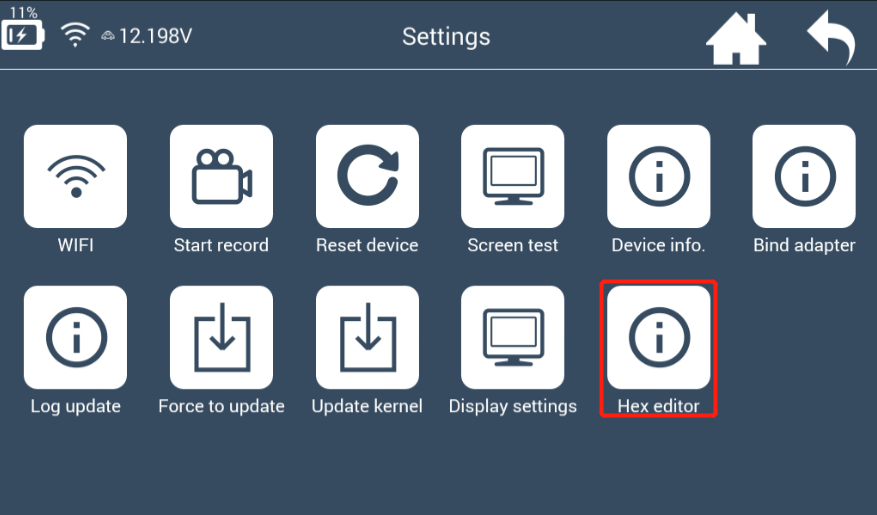 11%
12.198V
Settings
WIFI
Start record
Reset device
Screen test
Device info.
Bind adapter
Log update
Force to update
Update kernel
Display settings
Hex editor